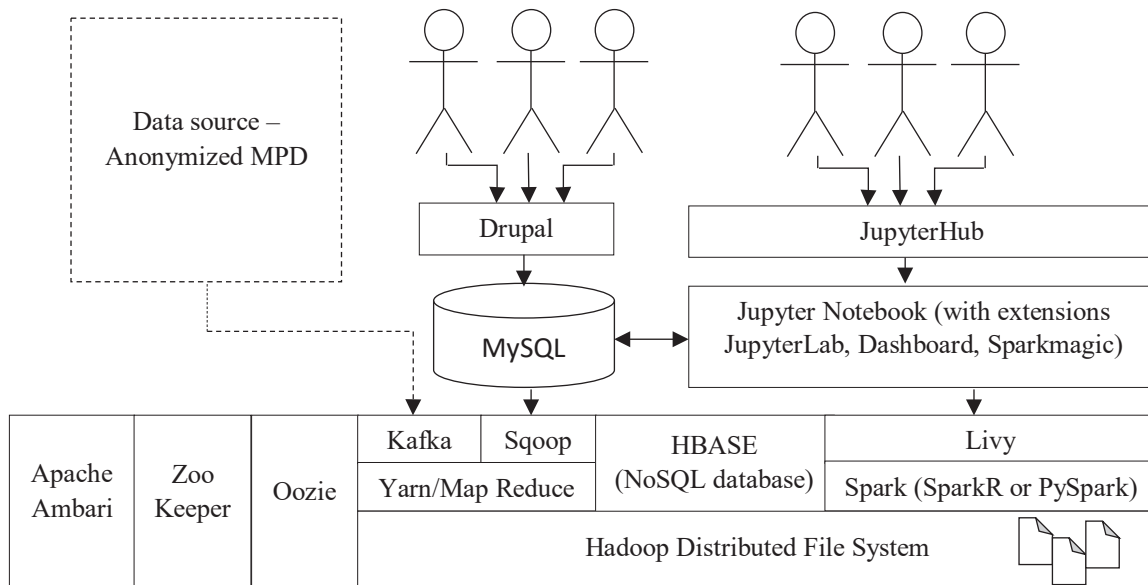 Data source –
Anonymized MPD
Drupal
JupyterHub
MySQL
Jupyter Notebook (with extensions
JupyterLab, Dashboard, Sparkmagic)
Apache
Ambari
Zoo
Keeper
Oozie
Kafka
Sqoop
Yarn/Map Reduce
HBASE
(NoSQL database)
Livy
Spark (SparkR or PySpark)
Hadoop Distributed File System